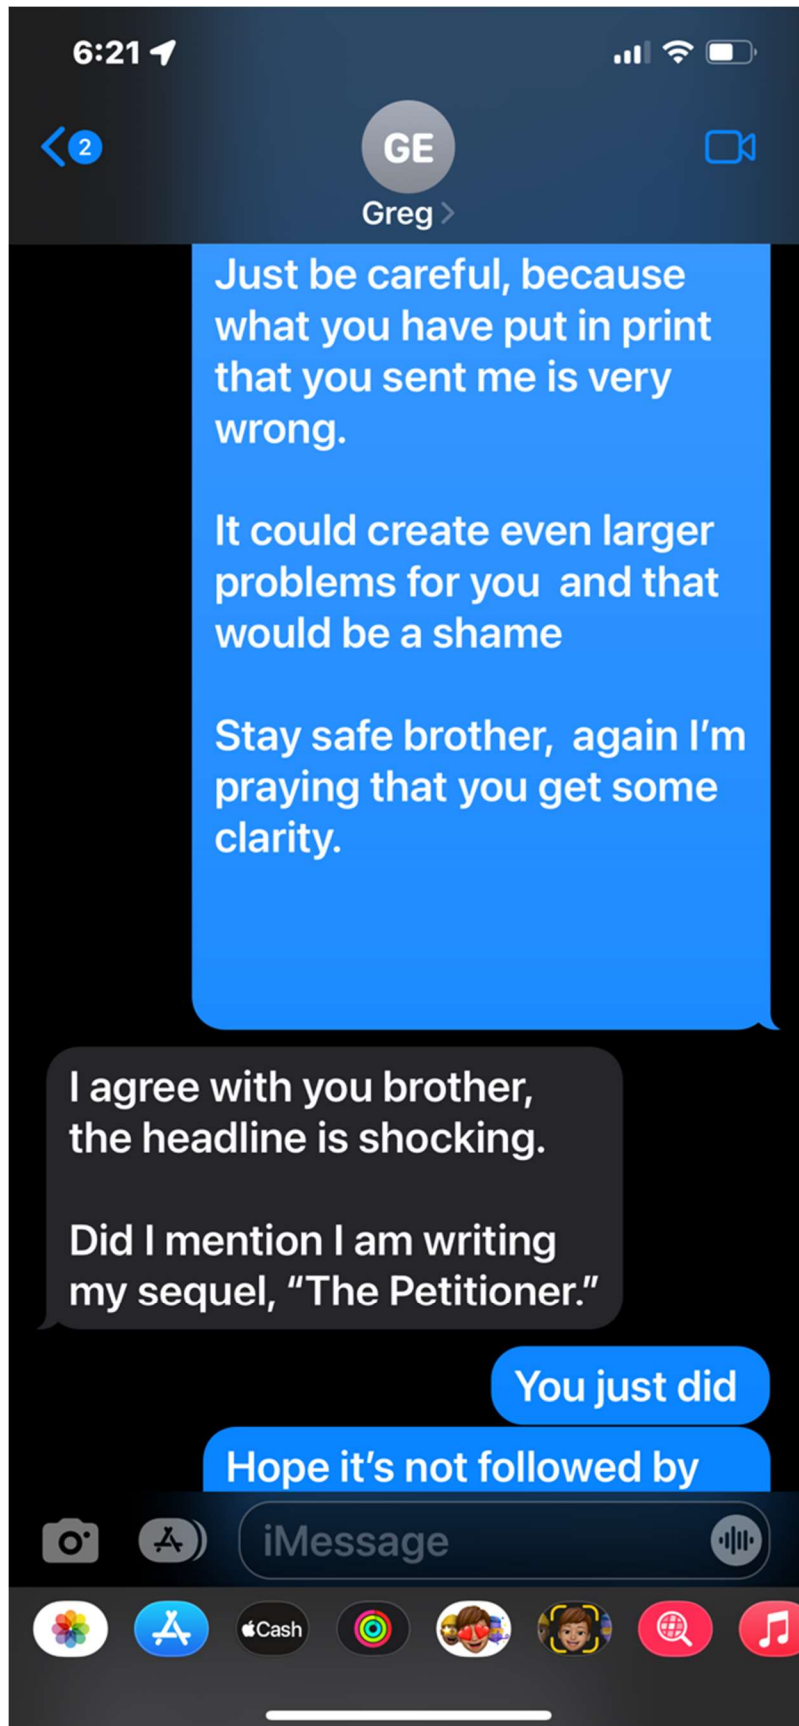 6:21
2
GE
Greg
Just be careful, because
what you have put in print
that you sent me is very
wrong.
It could create even larger
problems for you  and that
would be a shame
Stay safe brother,  again I’m
praying that you get some
clarity.
I agree with you brother,
the headline is shocking.
Did I mention I am writing
my sequel, “The Petitioner.”
You just did
Hope it’s not followed by
iMessage
Cash